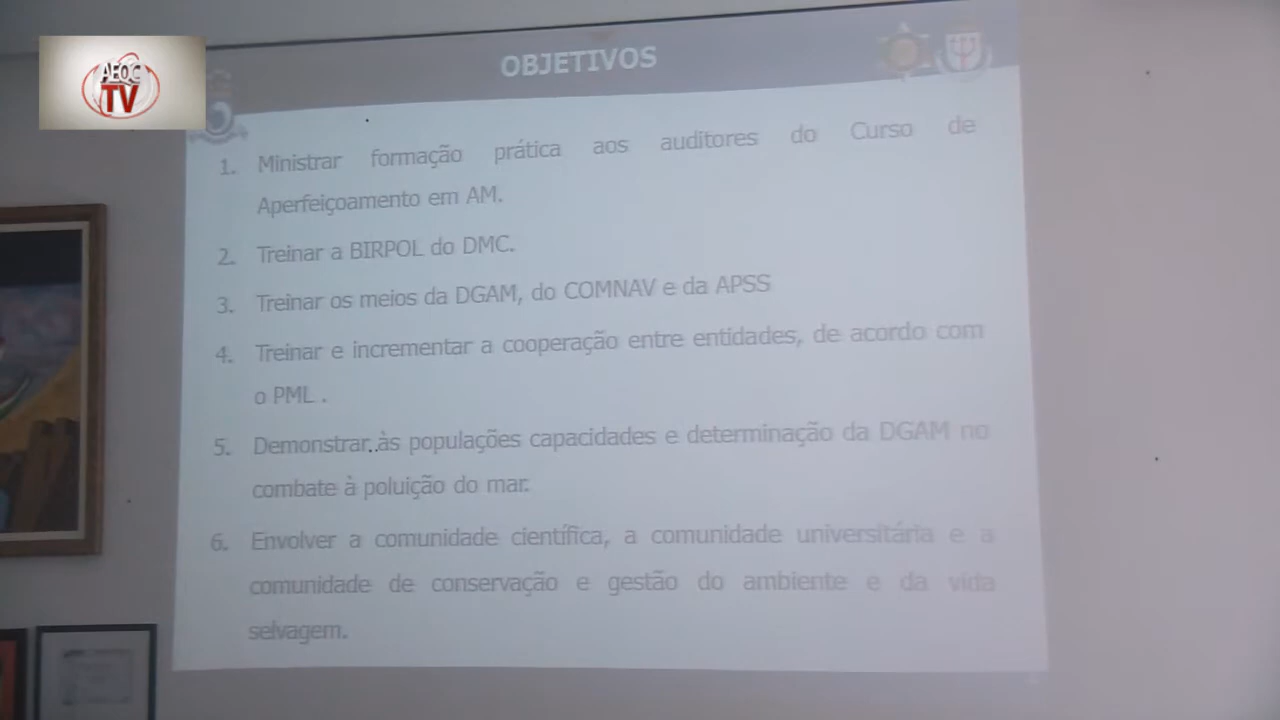 AEQC
TV
OBJETIVOS
1. Ministrar formação prática aos auditores do Curso de
Aperfeiçoamento em AM.
2. Treinar a BIRPOL do DMC.
3. Treinar os meios da DGAM, do COMNAV e da APSS
4. Treinar e incrementar a cooperação entre entidades, de acordo com
o PML .
5. Demonstrar às populações capacidades e determinação da DGAM no
combate à poluição do mar.
6. Envolver a comunidade científica, a comunidade universitária e a
comunidade de conservação e gestão do ambiente e da vida
selvagem.